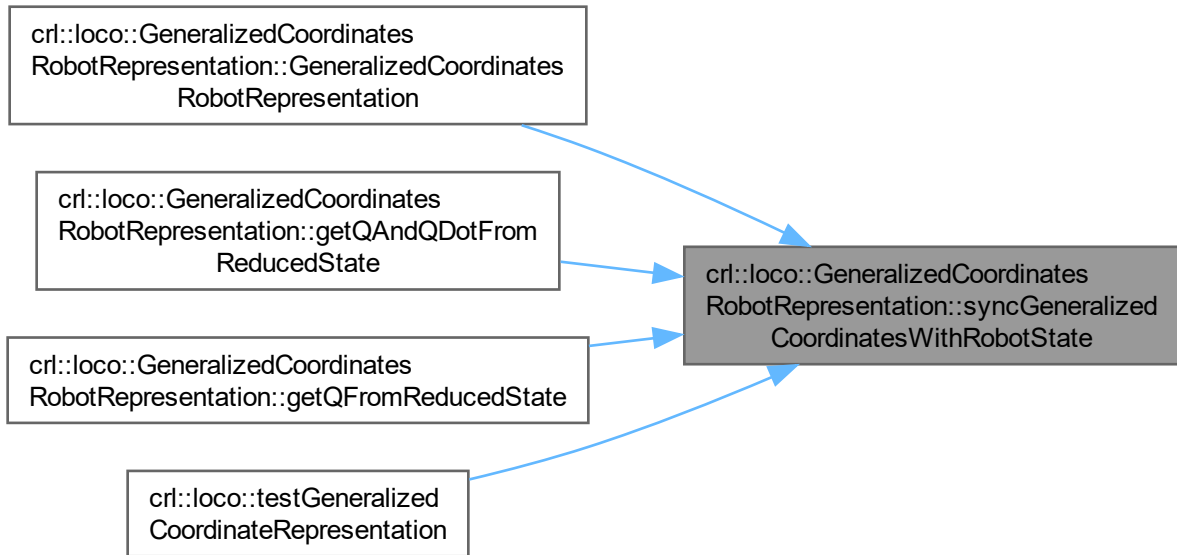 crl::loco::GeneralizedCoordinates
RobotRepresentation::GeneralizedCoordinates
RobotRepresentation
crl::loco::GeneralizedCoordinates
RobotRepresentation::getQAndQDotFrom
ReducedState
crl::loco::GeneralizedCoordinates
RobotRepresentation::syncGeneralized
CoordinatesWithRobotState
crl::loco::GeneralizedCoordinates
RobotRepresentation::getQFromReducedState
crl::loco::testGeneralized
CoordinateRepresentation